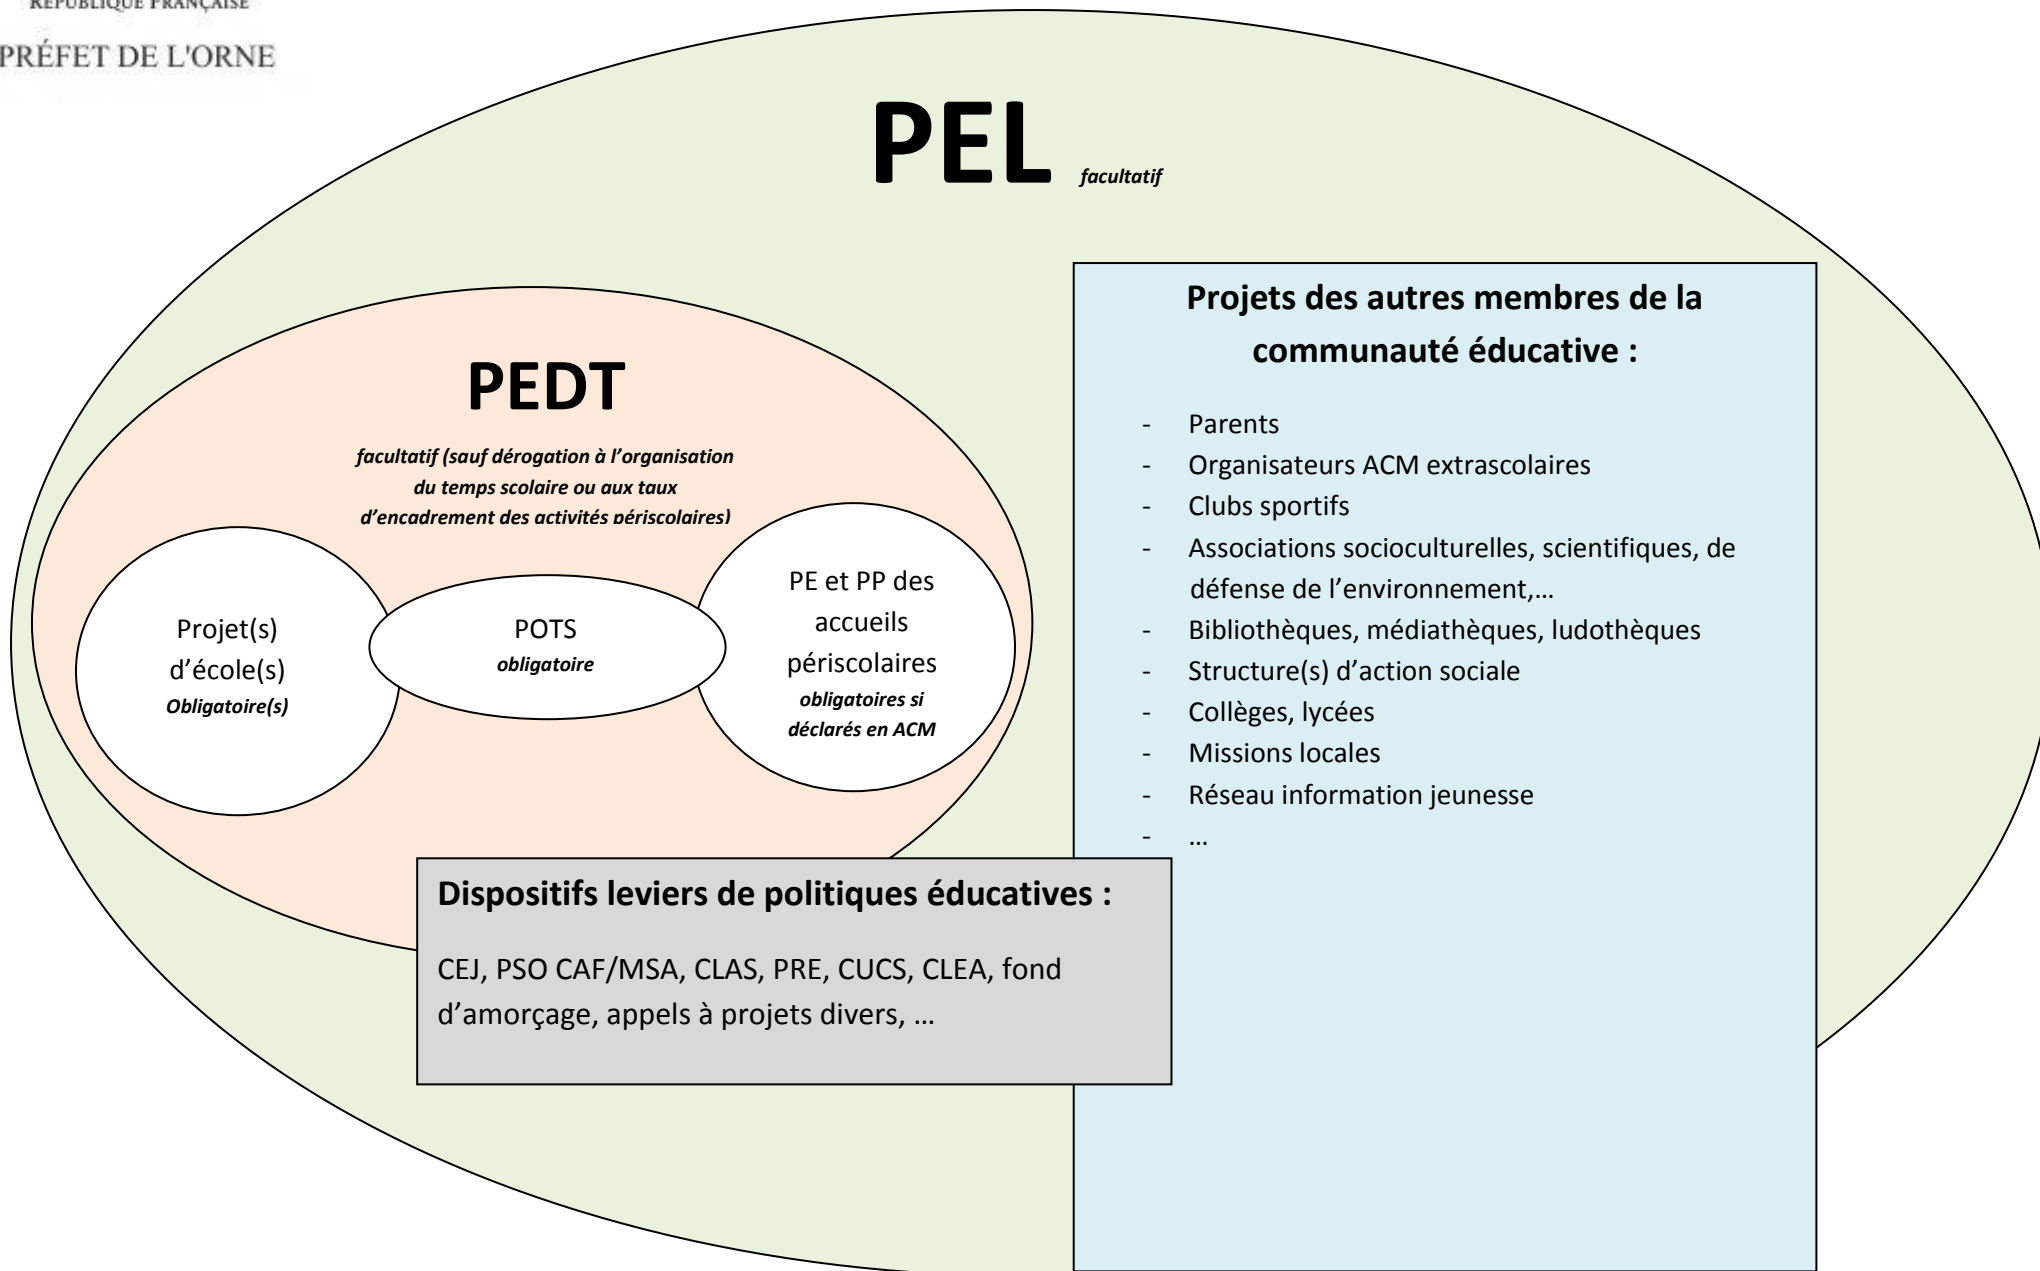 RÉPUBLIQUE FRANÇAISE
PRÉFET DE L'ORNE
PEL facultatif
PEDT
facultatif (sauf dérogation à l’organisation
du temps scolaire ou aux taux
d’encadrement des activités périscolaires)
Projet(s)
d’école(s)
Obligatoire(s)
POTS
obligatoire
PE et PP des
accueils
périscolaires
obligatoires si
déclarés en ACM
Projets des autres membres de la
communauté éducative :
- Parents
- Organisateurs ACM extrascolaires
- Clubs sportifs
- Associations socioculturelles, scientifiques, de
défense de l’environnement,…
- Bibliothèques, médiathèques, ludothèques
- Structure(s) d’action sociale
- Collèges, lycées
- Missions locales
- Réseau information jeunesse
- …
Dispositifs leviers de politiques éducatives :
CEJ, PSO CAF/MSA, CLAS, PRE, CUCS, CLEA, fond
d’amorçage, appels à projets divers, …